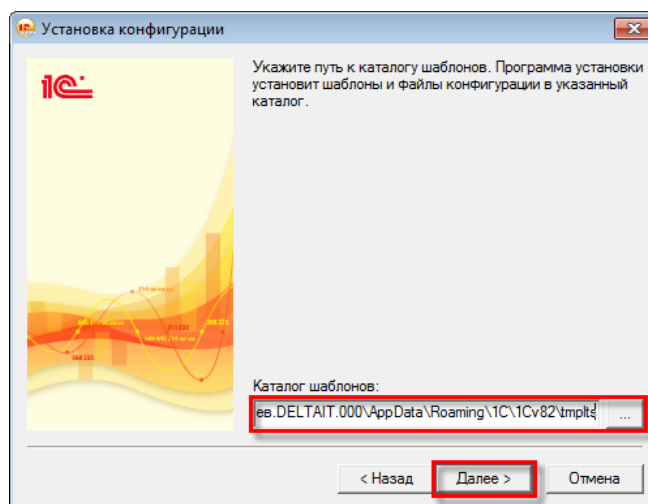 Установка конфигурации
Укажите путь к каталогу шаблонов. Программа установки
установит шаблоны и файлы конфигурации в указанный
каталог.
1С
Каталог шаблонов:
ев.DELTAIT.000\AppData\Roaming\1C\1Cv82\tmplts
...
< Назад
Далее >
Отмена